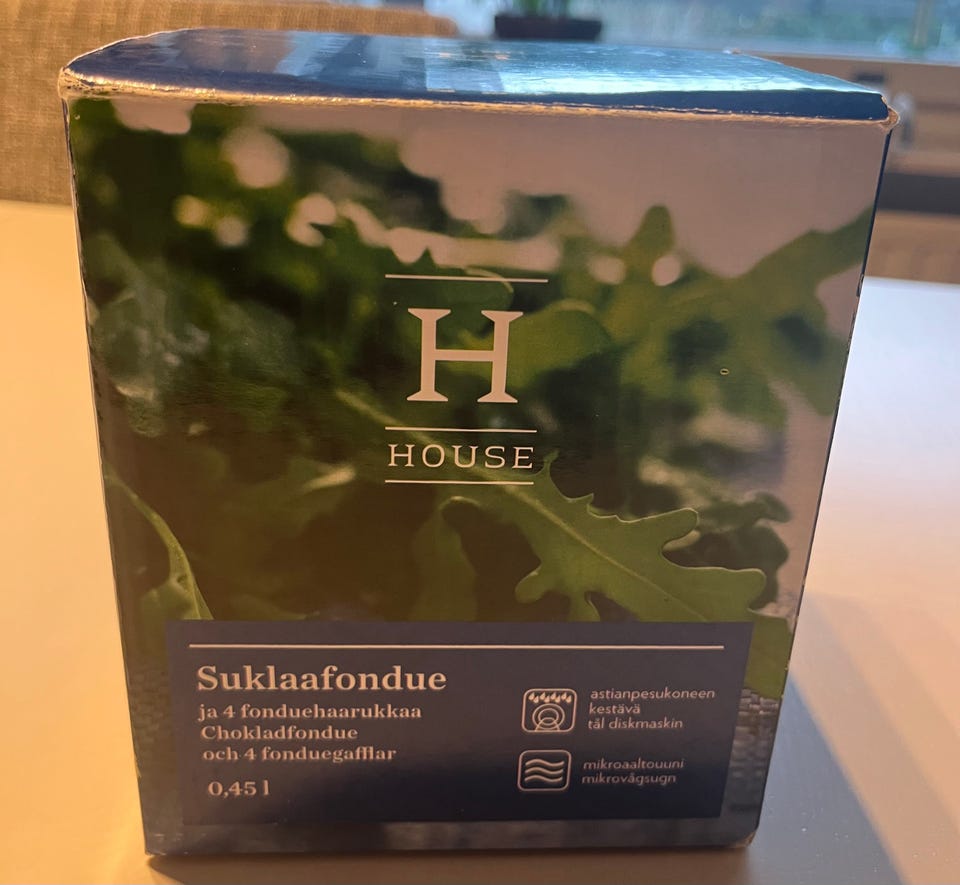 H
HOUSE
Suklaafondue
ja 4 fonduehaarukkaa
Chokladfondue
och 4 fonduegafflar
0,45 l
astianpesukoneen
kestävä
tål diskmaskin
mikroaaltouuni
mikrovågsugn